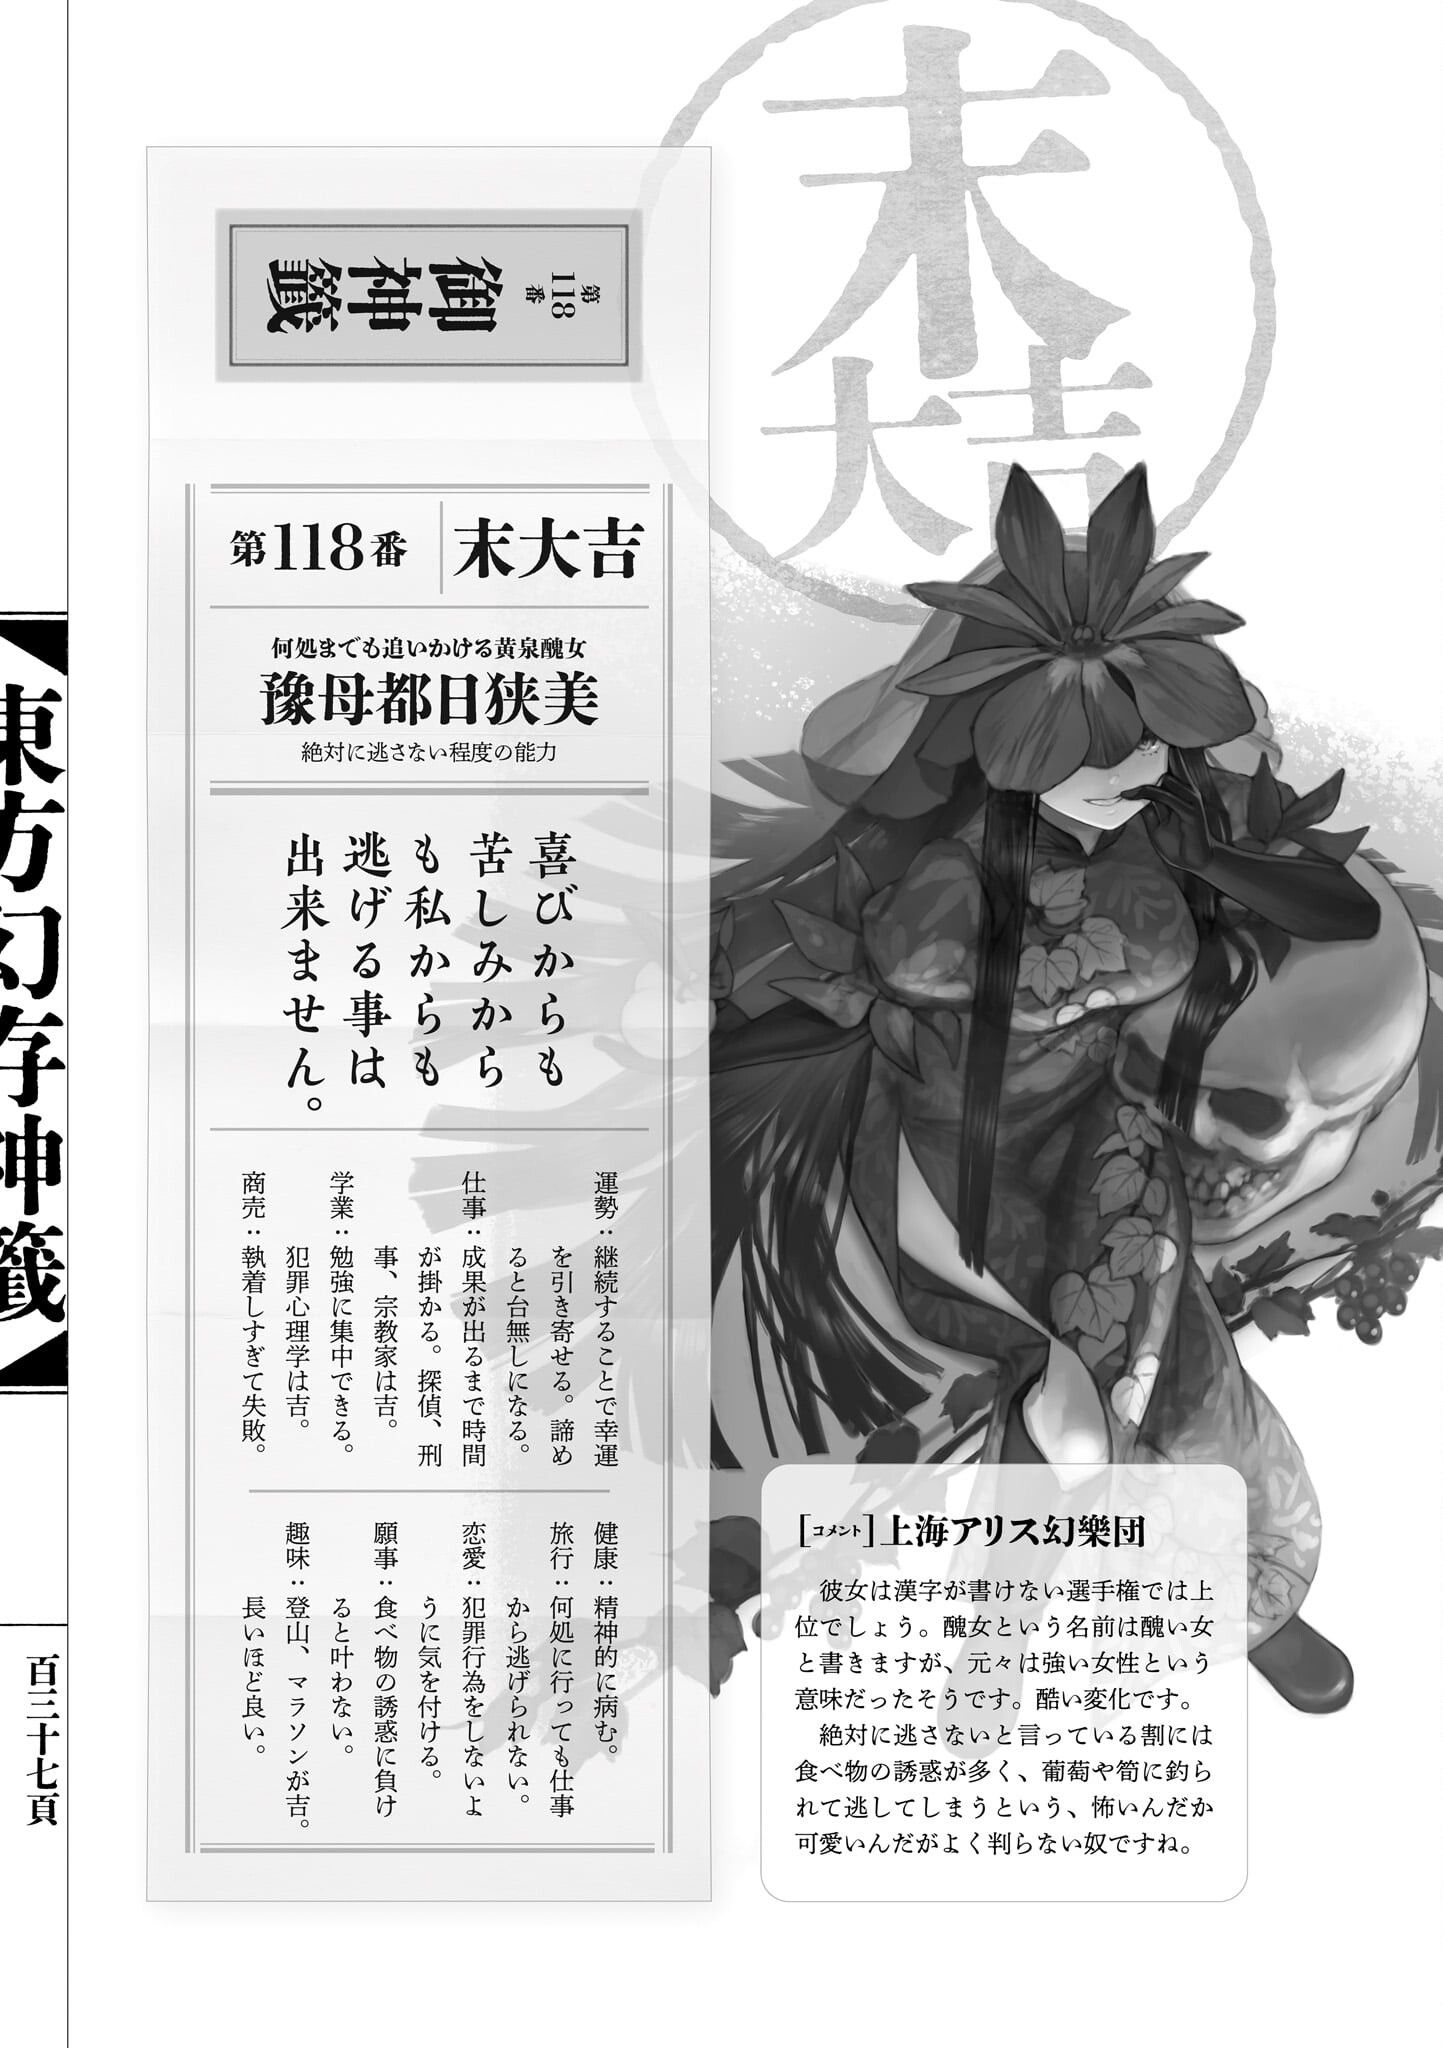 末
大吉
御神籤
第118番
第118番
末大吉
何処までも追いかける黄泉醜女
豫母都日狭美
絶対に逃さない程度の能力
喜びからも
苦しみから
も私からも
逃げる事は
出来ません。
運勢：継続することで幸運
を引き寄せる。諦め
ると台無しになる。
仕事：成果が出るまで時間
が掛かる。探偵、刑
事、宗教家は吉。
学業：勉強に集中できる。
犯罪心理学は吉。
商売：執着しすぎて失敗。
健康：精神的に病む。
旅行：何処に行っても仕事
から逃げられない。
恋愛：犯罪行為をしないよ
うに気を付ける。
願事：食べ物の誘惑に負け
ると叶わない。
趣味：登山、マラソンが吉。
長いほど良い。
[コメント]上海アリス幻樂団
彼女は漢字が書けない選手権では上
位でしょう。醜女という名前は醜い女
と書きますが、元々は強い女性という
意味だったそうです。酷い変化です。
絶対に逃さないと言っている割には
食べ物の誘惑が多く、葡萄や筍に釣ら
れて逃してしまうという、怖いんだか
可愛いんだがよく判らない奴ですね。
東方幻存神籤
百三十七頁